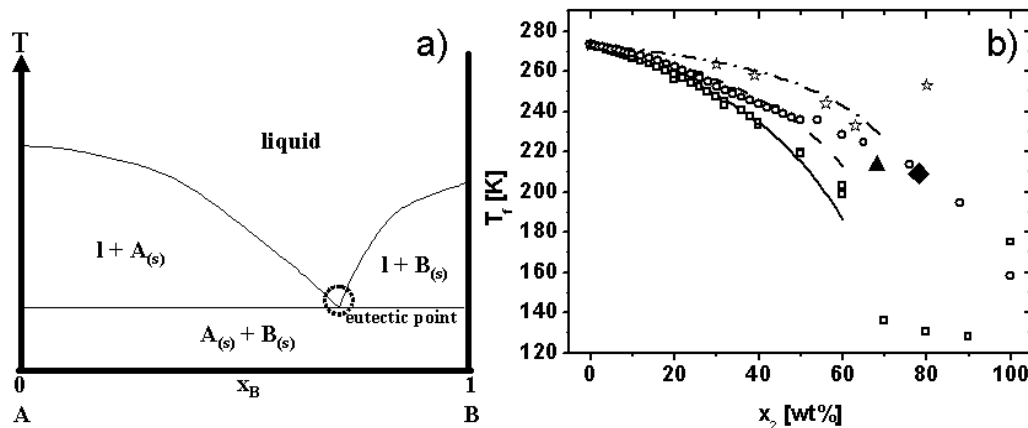 T
a)
liquid
l + A(s)
l + B(s)
eutectic point
A(s) + B(s)
0
xB
1
A
B
b)
280
260
240
220
200
180
160
140
120
Tf [K]
0 20 40 60 80 100
x2 [wt%]